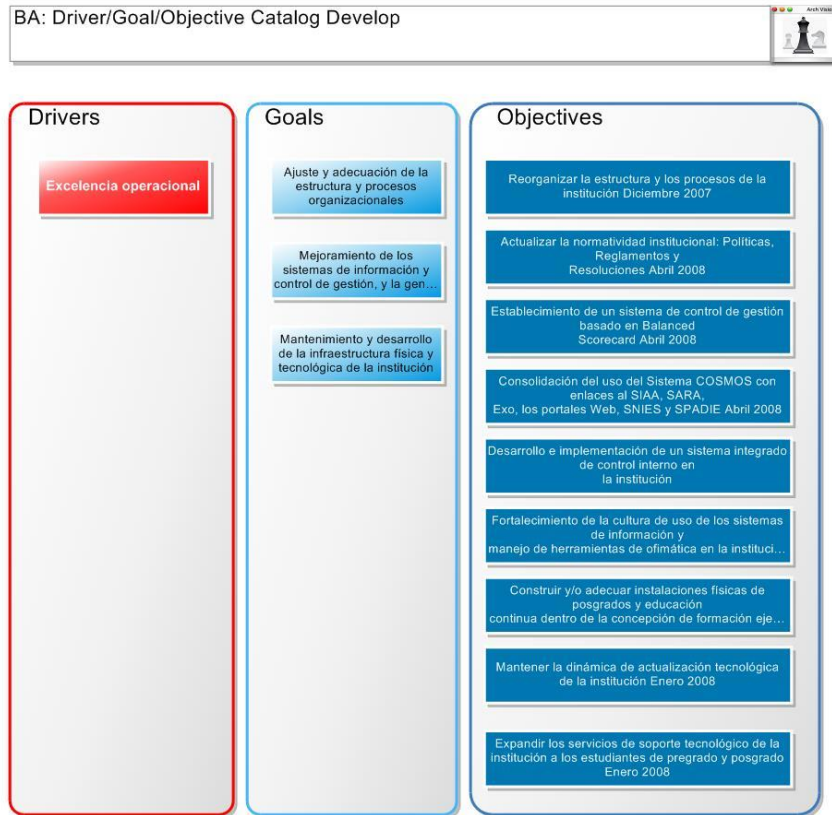 BA: Driver/Goal/Objective Catalog Develop
Arch Visio
Drivers
Excelencia operacional
Goals
Ajuste y adecuación de la
estructura y procesos
organizacionales
Mejoramiento de los
sistemas de información y
control de gestión, y la gen...
Mantenimiento y desarrollo
de la infraestructura física y
tecnológica de la institución
Objectives
Reorganizar la estructura y los procesos de la
institución Diciembre 2007
Actualizar la normatividad institucional: Políticas,
Reglamentos y
Resoluciones Abril 2008
Establecimiento de un sistema de control de gestión
basado en Balanced
Scorecard Abril 2008
Consolidación del uso del Sistema COSMOS con
enlaces al SIAA, SARA,
Exo, los portales Web, SNIES y SPADIE Abril 2008
Desarrollo e implementación de un sistema integrado
de control interno en
la institución
Fortalecimiento de la cultura de uso de los sistemas
de información y
manejo de herramientas de ofimática en la instituci...
Construir y/o adecuar instalaciones físicas de
posgrados y educación
continua dentro de la concepción de formación eje...
Mantener la dinámica de actualización tecnológica
de la institución Enero 2008
Expandir los servicios de soporte tecnológico de la
institución a los estudiantes de pregrado y posgrado
Enero 2008